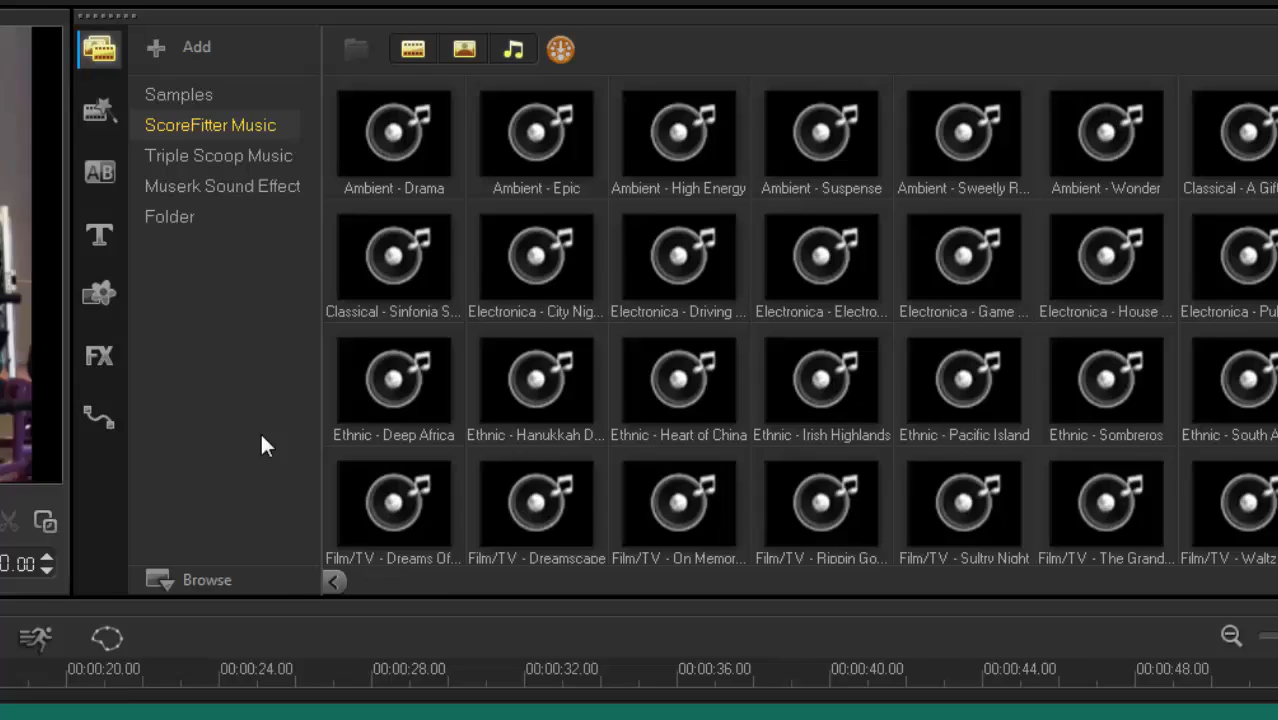 Add
Samples
ScoreFitter Music
Triple Scoop Music
Muserk Sound Effect
Folder
Browse
AB
T
FX
Ambient - Drama
Ambient - Epic
Ambient - High Energy
Ambient - Suspense
Ambient - Sweetly R...
Ambient - Wonder
Classical - A Gif
Classical - Sinfonia S...
Electronica - City Nig...
Electronica - Driving ...
Electronica - Electro...
Electronica - Game ...
Electronica - House ...
Electronica - Pul
Ethnic - Deep Africa
Ethnic - Hanukkah D...
Ethnic - Heart of China
Ethnic - Irish Highlands
Ethnic - Pacific Island
Ethnic - Sombreros
Ethnic - South A
Film/TV - Dreams Of...
Film/TV - Dreamscape
Film/TV - On Memor...
Film/TV - Rippin Go...
Film/TV - Sultry Night
Film/TV - The Grand...
Film/TV - Waltz
0.00
00:00:20.00
00:00:24.00
00:00:28.00
00:00:32.00
00:00:36.00
00:00:40.00
00:00:44.00
00:00:48.00